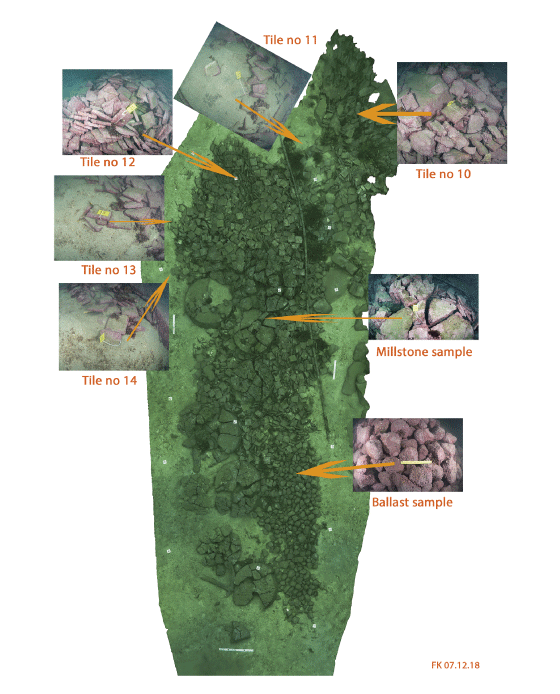 Tile no 11
Tile no 12
Tile no 10
Tile no 13
Tile no 14
Millstone sample
Ballast sample
FK 07.12.18